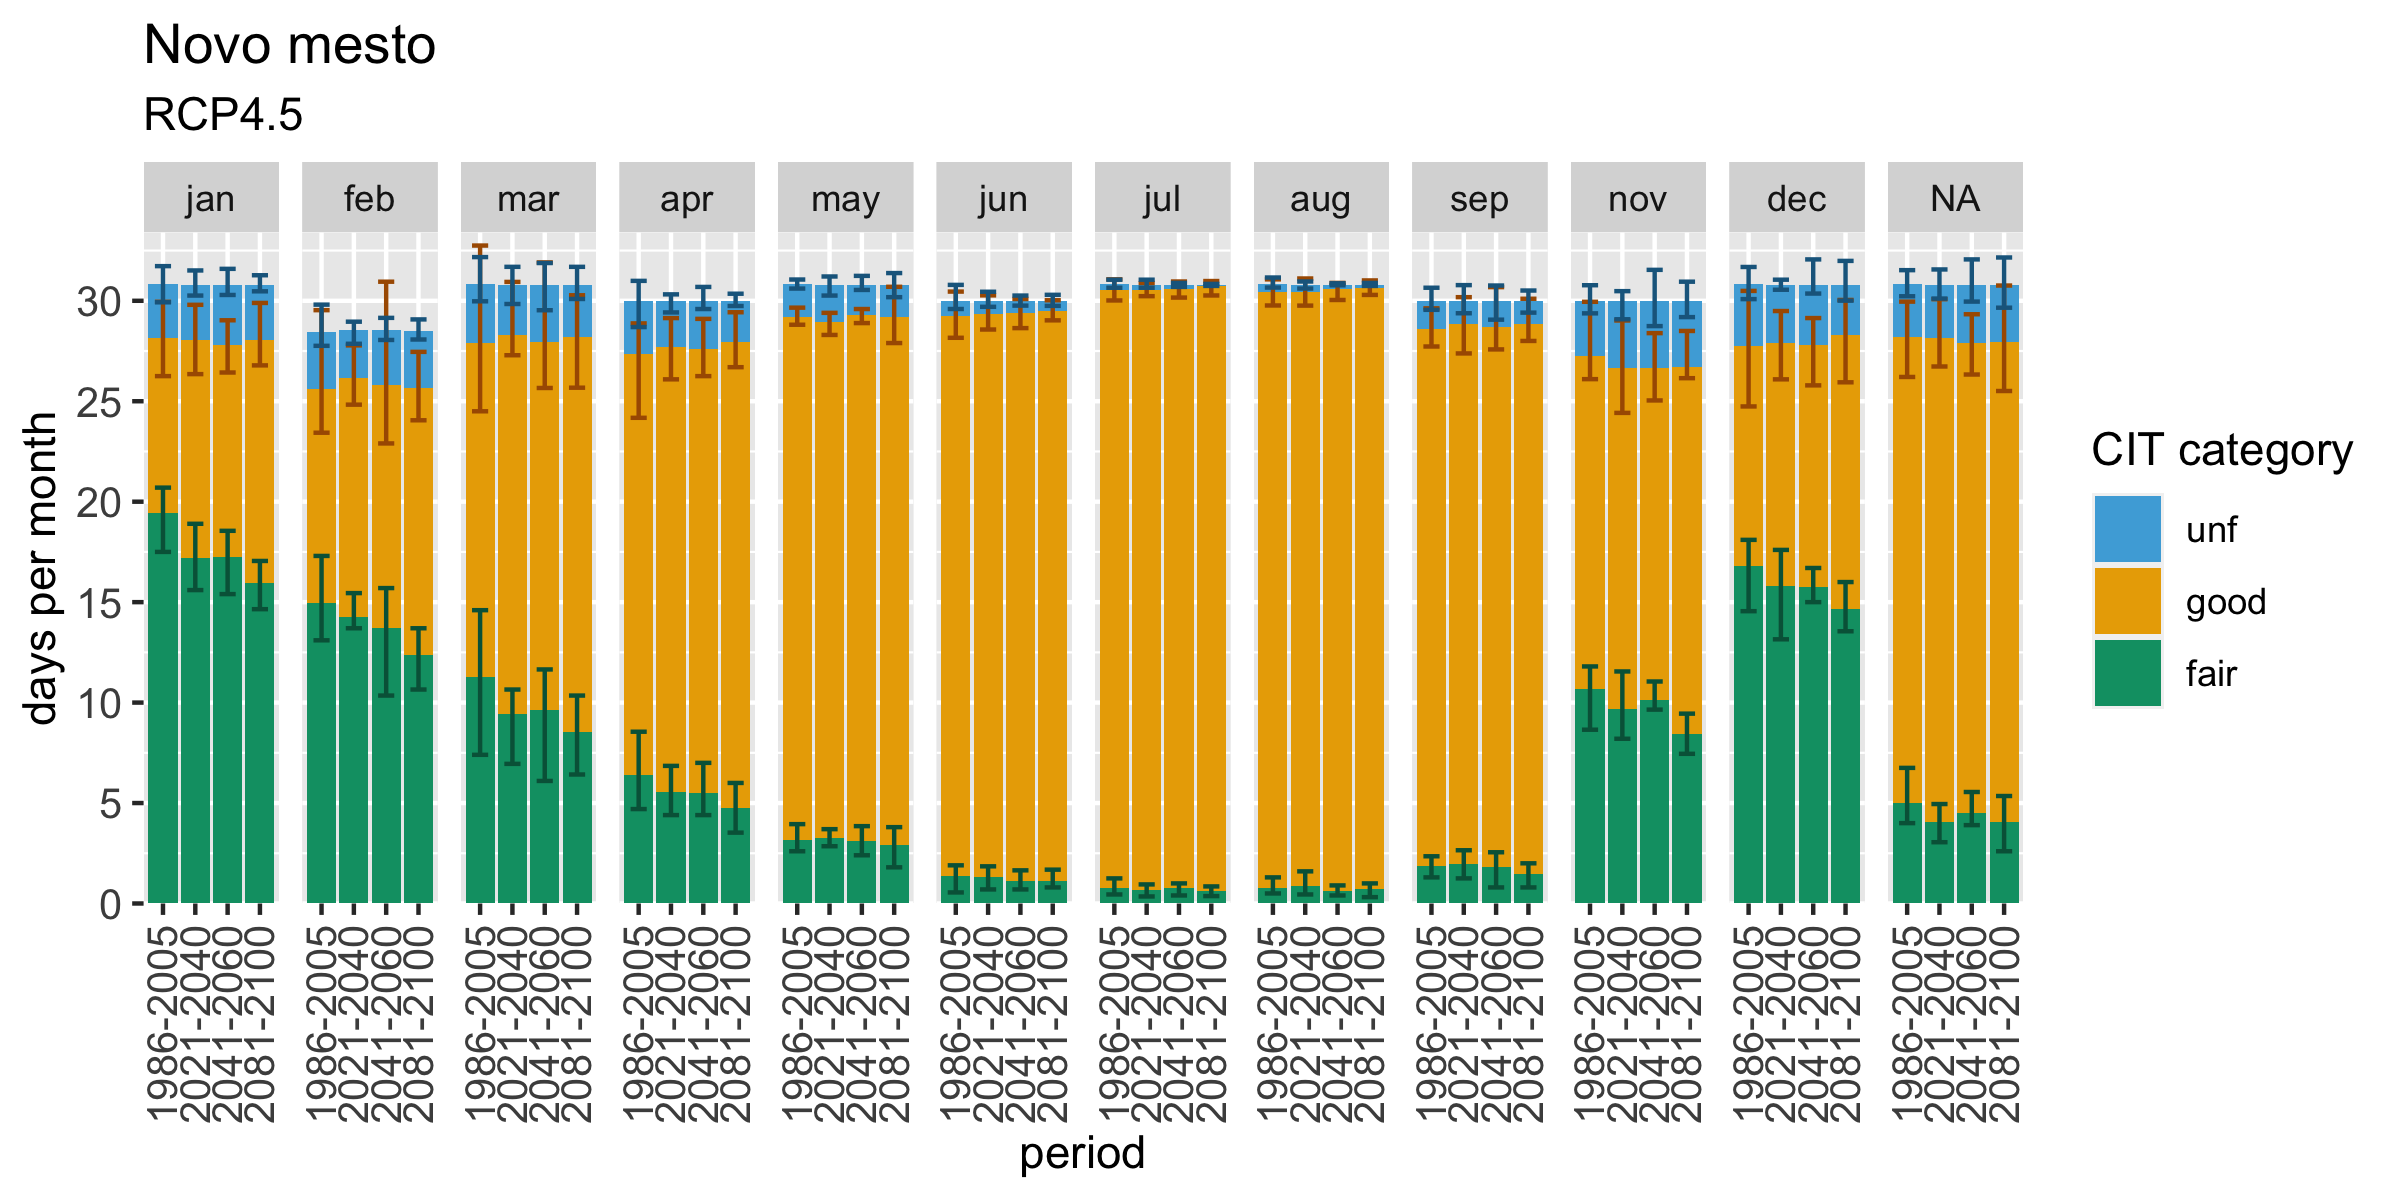 Novo mesto
RCP4.5
jan feb mar apr may jun jul aug sep nov dec NA
30
25
20
15
10
5
0
days per month
1986-2005 2021-2040 2041-2060 2081-2100 1986-2005 2021-2040 2041-2060 2081-2100 1986-2005 2021-2040 2041-2060 2081-2100 1986-2005 2021-2040 2041-2060 2081-2100 1986-2005 2021-2040 2041-2060 2081-2100 1986-2005 2021-2040 2041-2060 2081-2100 1986-2005 2021-2040 2041-2060 2081-2100 1986-2005 2021-2040 2041-2060 2081-2100 1986-2005 2021-2040 2041-2060 2081-2100 1986-2005 2021-2040 2041-2060 2081-2100 1986-2005 2021-2040 2041-2060 2081-2100 1986-2005 2021-2040 2041-2060 2081-2100
period
CIT category
unf
good
fair